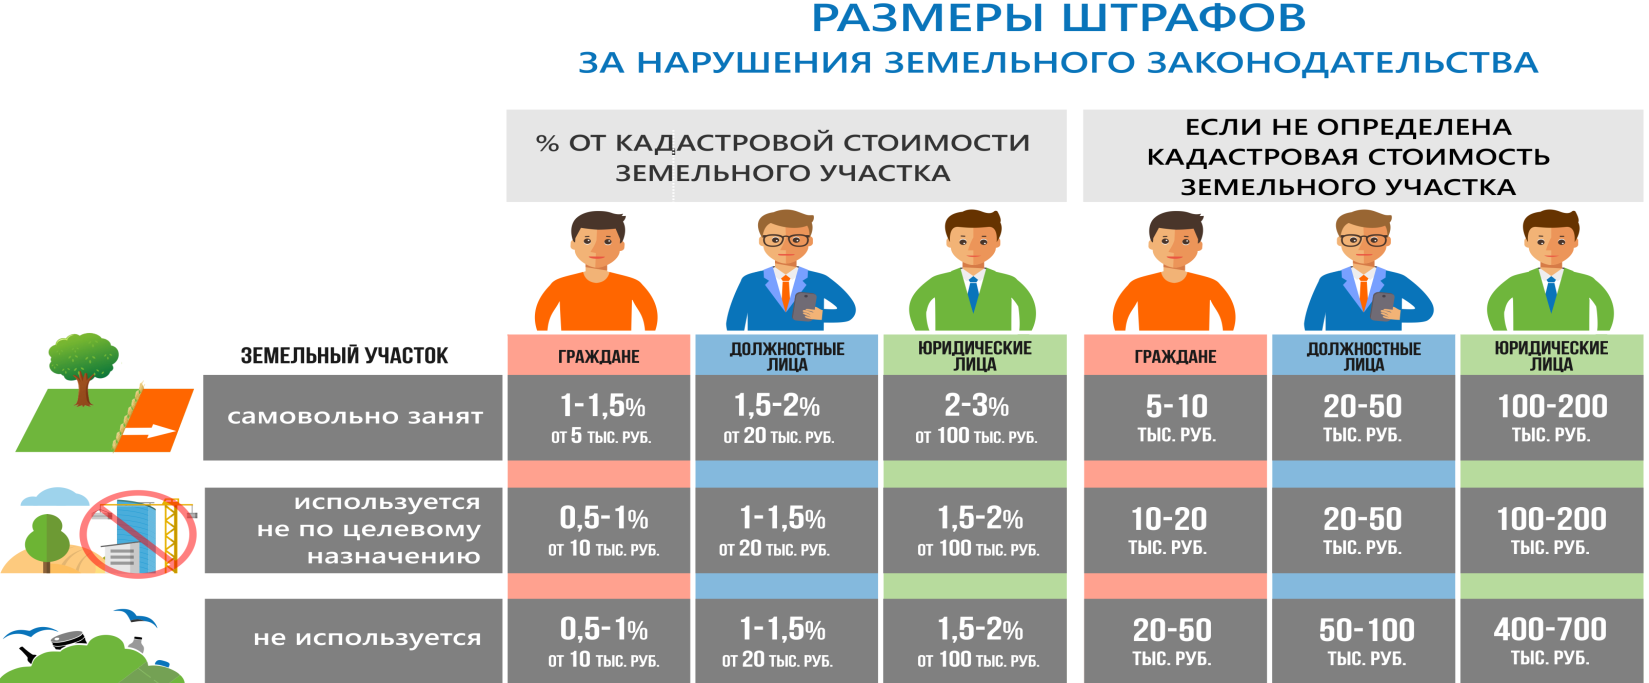 РАЗМЕРЫ ШТРАФОВ
ЗА НАРУШЕНИЯ ЗЕМЕЛЬНОГО ЗАКОНОДАТЕЛЬСТВА
% ОТ КАДАСТРОВОЙ СТОИМОСТИ
ЗЕМЕЛЬНОГО УЧАСТКА
ЕСЛИ НЕ ОПРЕДЕЛЕНА
КАДАСТРОВАЯ СТОИМОСТЬ
ЗЕМЕЛЬНОГО УЧАСТКА
ЗЕМЕЛЬНЫЙ УЧАСТОК
ГРАЖДАНЕ
ДОЛЖНОСТНЫЕ
ЛИЦА
ЮРИДИЧЕСКИЕ
ЛИЦА
ГРАЖДАНЕ
ДОЛЖНОСТНЫЕ
ЛИЦА
ЮРИДИЧЕСКИЕ
ЛИЦА
самовольно занят
1-1,5%
ОТ 5 ТЫС. РУБ.
1,5-2%
ОТ 20 ТЫС. РУБ.
2-3%
ОТ 100 ТЫС. РУБ.
5-10
ТЫС. РУБ.
20-50
ТЫС. РУБ.
100-200
ТЫС. РУБ.
используется
не по целевому
назначению
0,5-1%
ОТ 10 ТЫС. РУБ.
1-1,5%
ОТ 20 ТЫС. РУБ.
1,5-2%
ОТ 100 ТЫС. РУБ.
10-20
ТЫС. РУБ.
20-50
ТЫС. РУБ.
100-200
ТЫС. РУБ.
не используется
0,5-1%
ОТ 10 ТЫС. РУБ.
1-1,5%
ОТ 20 ТЫС. РУБ.
1,5-2%
ОТ 100 ТЫС. РУБ.
20-50
ТЫС. РУБ.
50-100
ТЫС. РУБ.
400-700
ТЫС. РУБ.